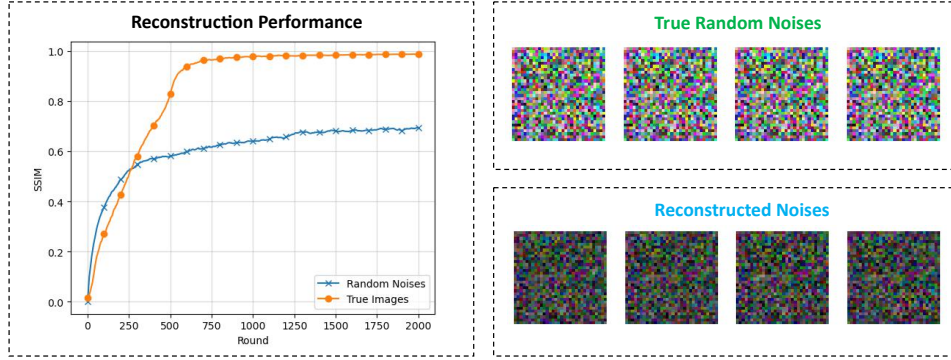 Reconstruction Performance
1.0
0.8
0.6
0.4
0.2
0.0
SSIM
0 250 500 750 1000 1250 1500 1750 2000
Round
Random Noises
True Images
True Random Noises
Reconstructed Noises